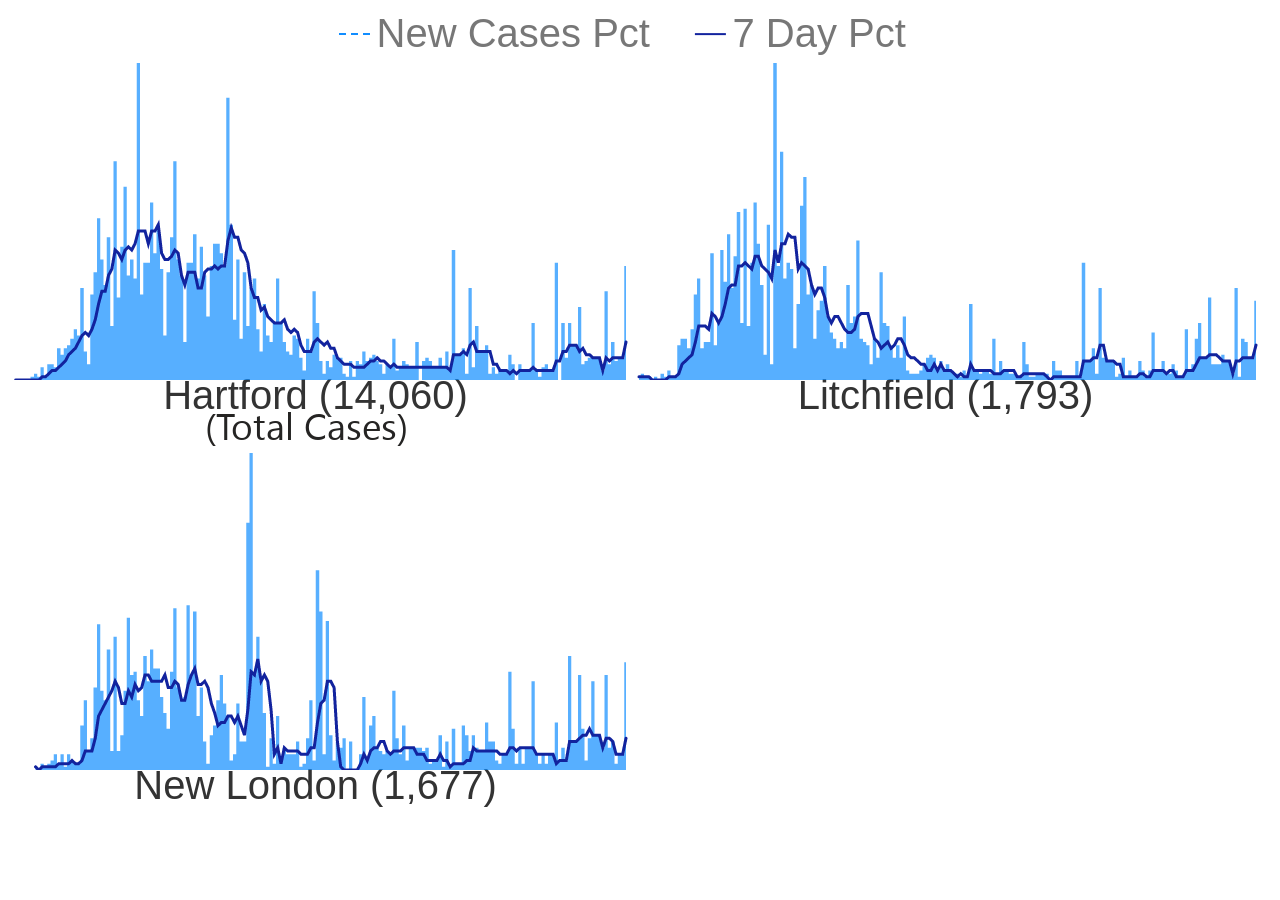 New Cases Pct 7 Day Pct
Hartford (14,060)
(Total Cases)
Litchfield (1,793)
New London (1,677)